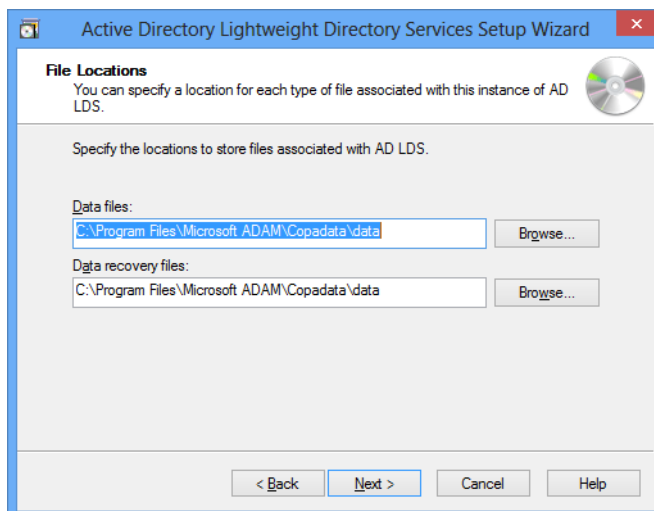 Active Directory Lightweight Directory Services Setup Wizard
File Locations
You can specify a location for each type of file associated with this instance of AD
LDS.
Specify the locations to store files associated with AD LDS.
Data files:
C:\Program Files\Microsoft ADAM\Copadata\data
Browse...
Data recovery files:
C:\Program Files\Microsoft ADAM\Copadata\data
Browse...
< Back Next > Cancel Help